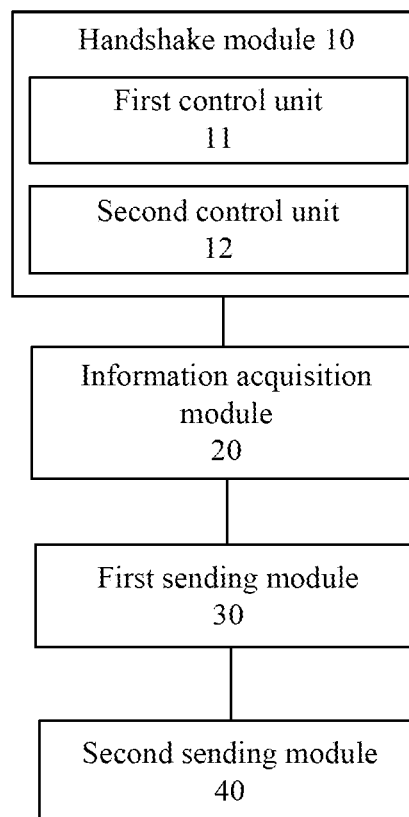 Handshake module 10
First control unit
11
Second control unit
12
Information acquisition
module
20
First sending module
30
Second sending module
40